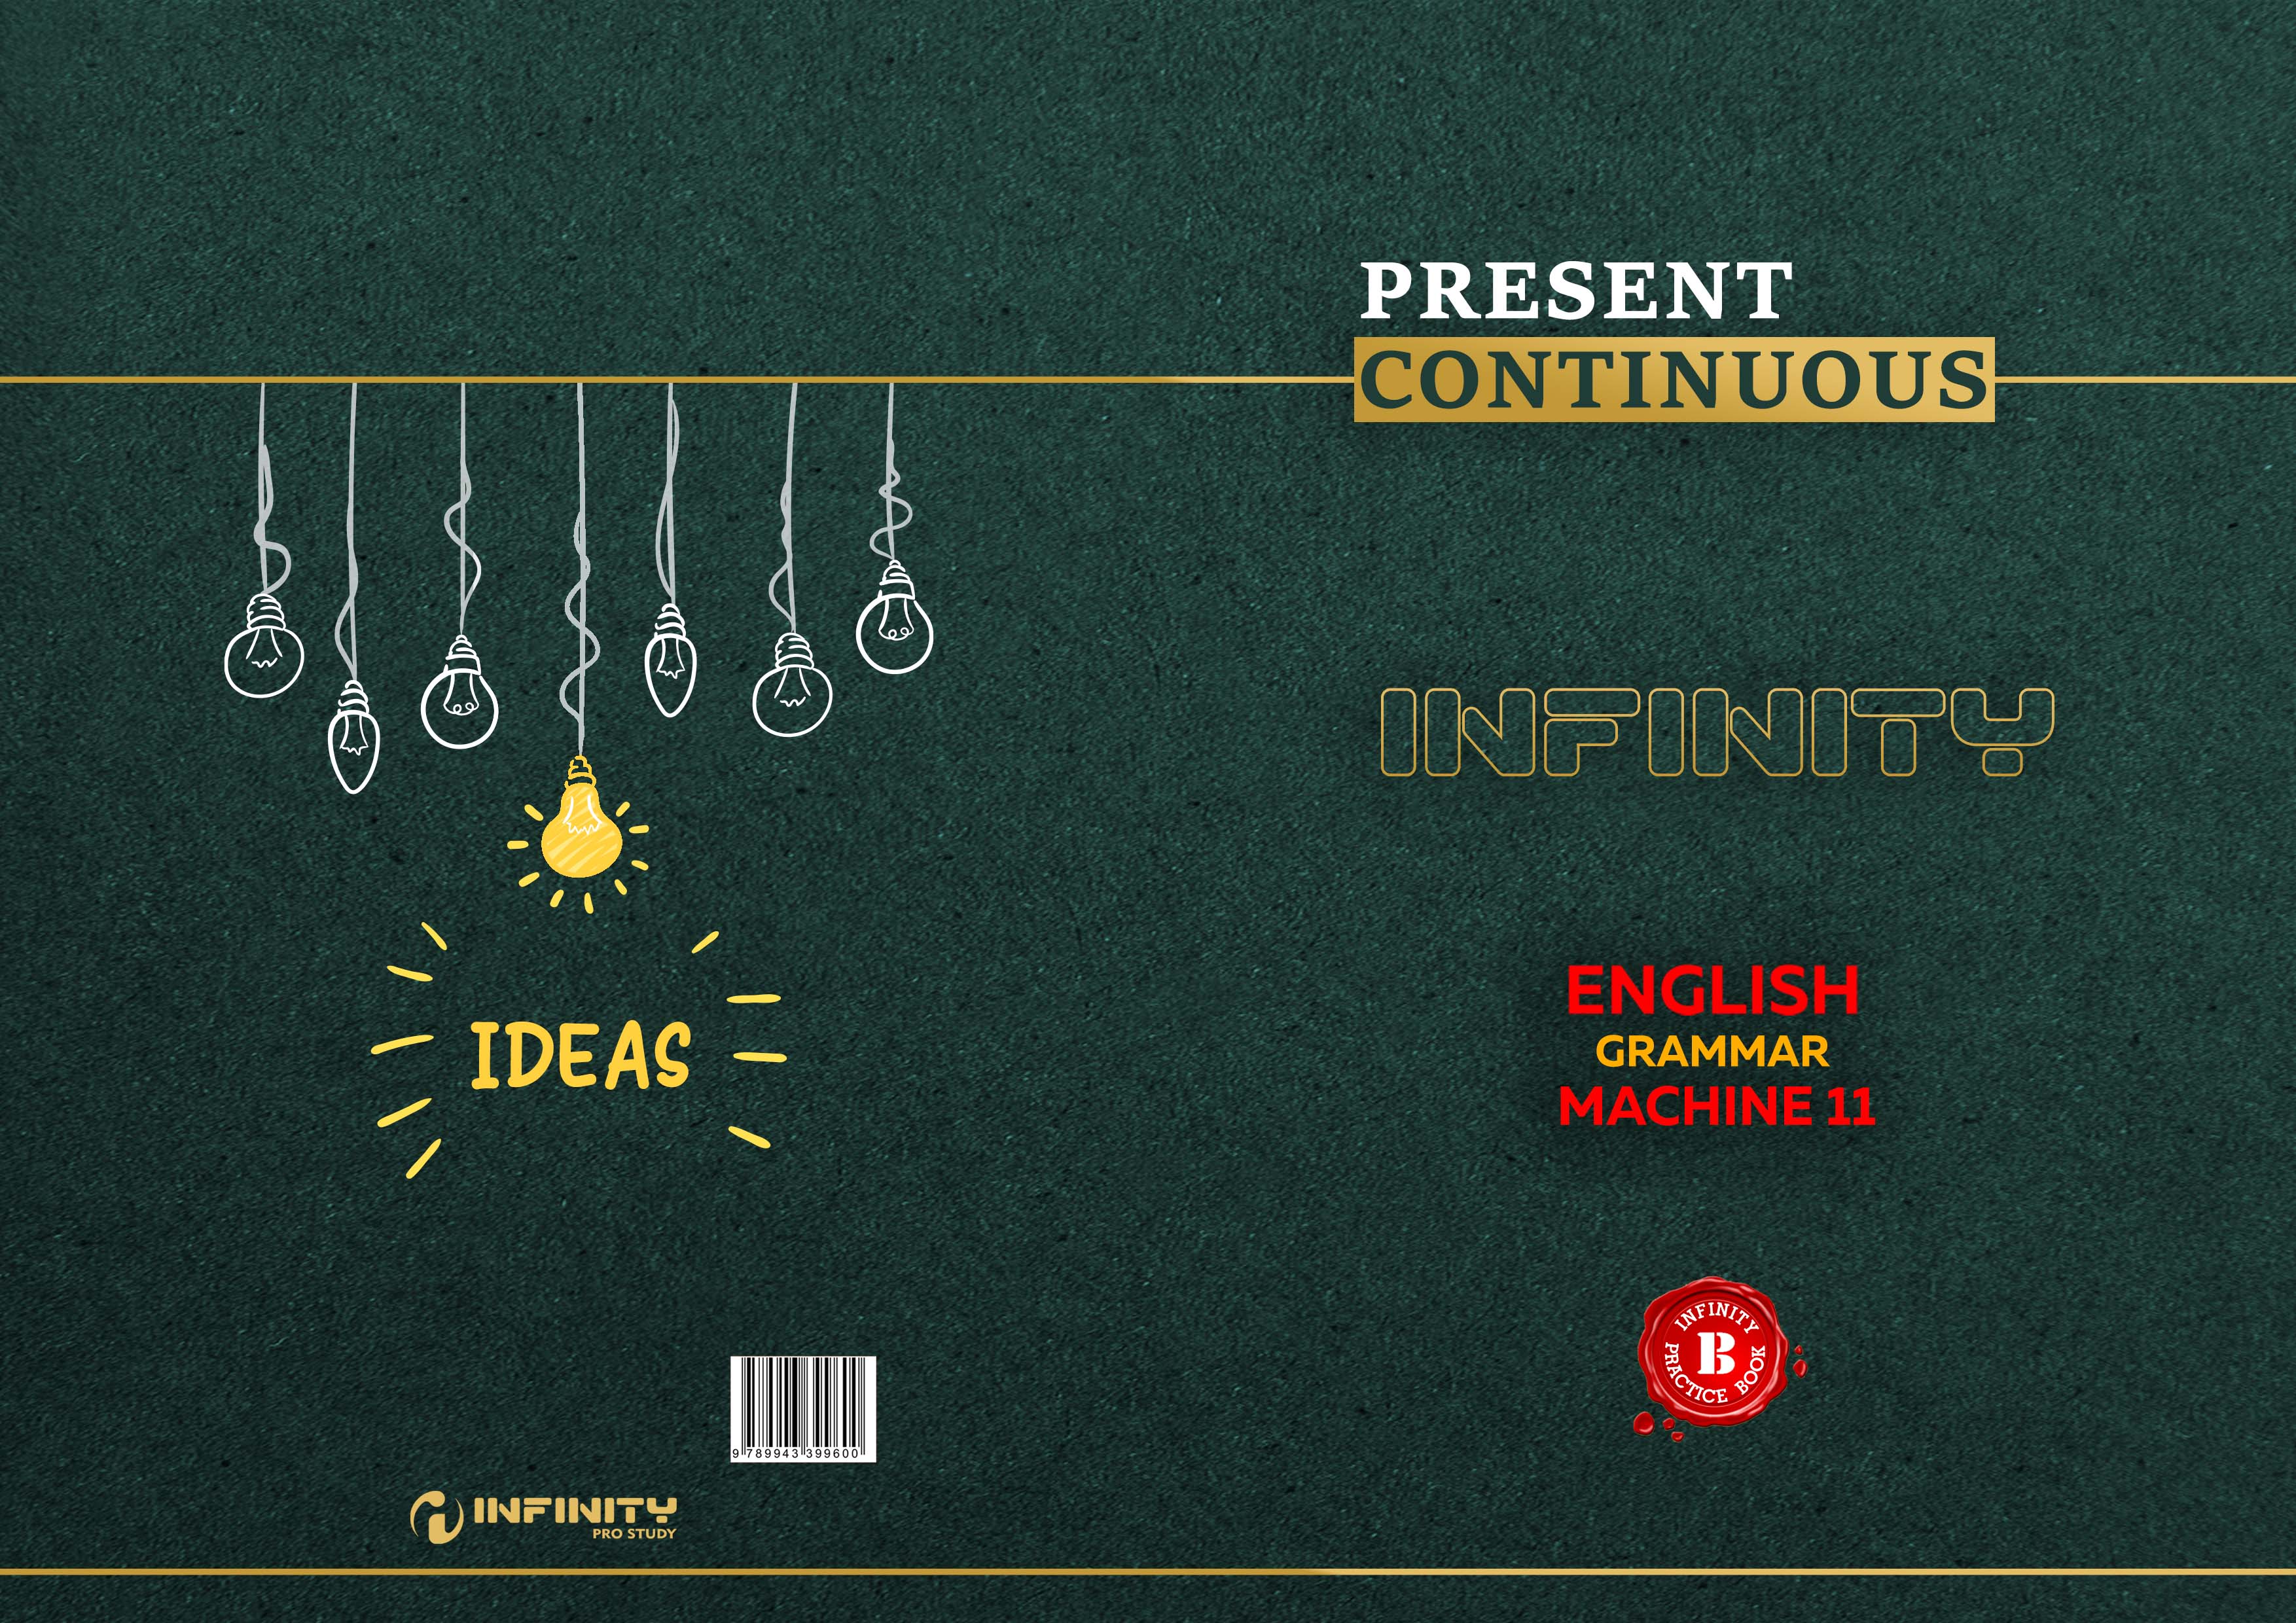 PRESENT
CONTINUOUS
INFINITY
ENGLISH
GRAMMAR
MACHINE 11
INFINITY
B
PRACTICE BOOK
IDEAS
9 789943 399600
INFINITY
PRO STUDY